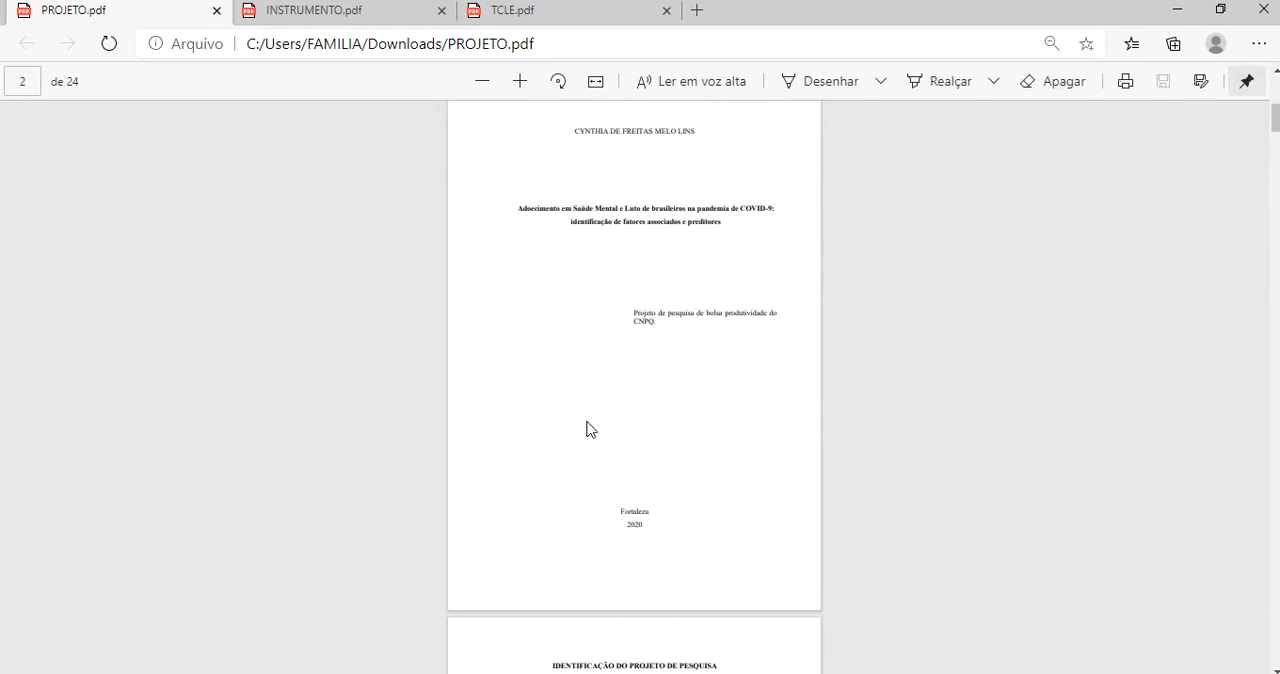 PROJETO.pdf
INSTRUMENTO.pdf
TCLE.pdf
Arquivo
C:/Users/FAMILIA/Downloads/PROJETO.pdf
2 de 24
Ler em voz alta
Desenhar
Realçar
Apagar
CYNTHIA DE FREITAS MELO LINS
Adoecimento em Saúde Mental e Luto de brasileiros na pandemia de COVID-9:
identificação de fatores associados e preditores
Projeto de pesquisa de bolsa produtividade do
CNPQ.
Fortaleza
2020
IDENTIFICAÇÃO DO PROJETO DE PESQUISA